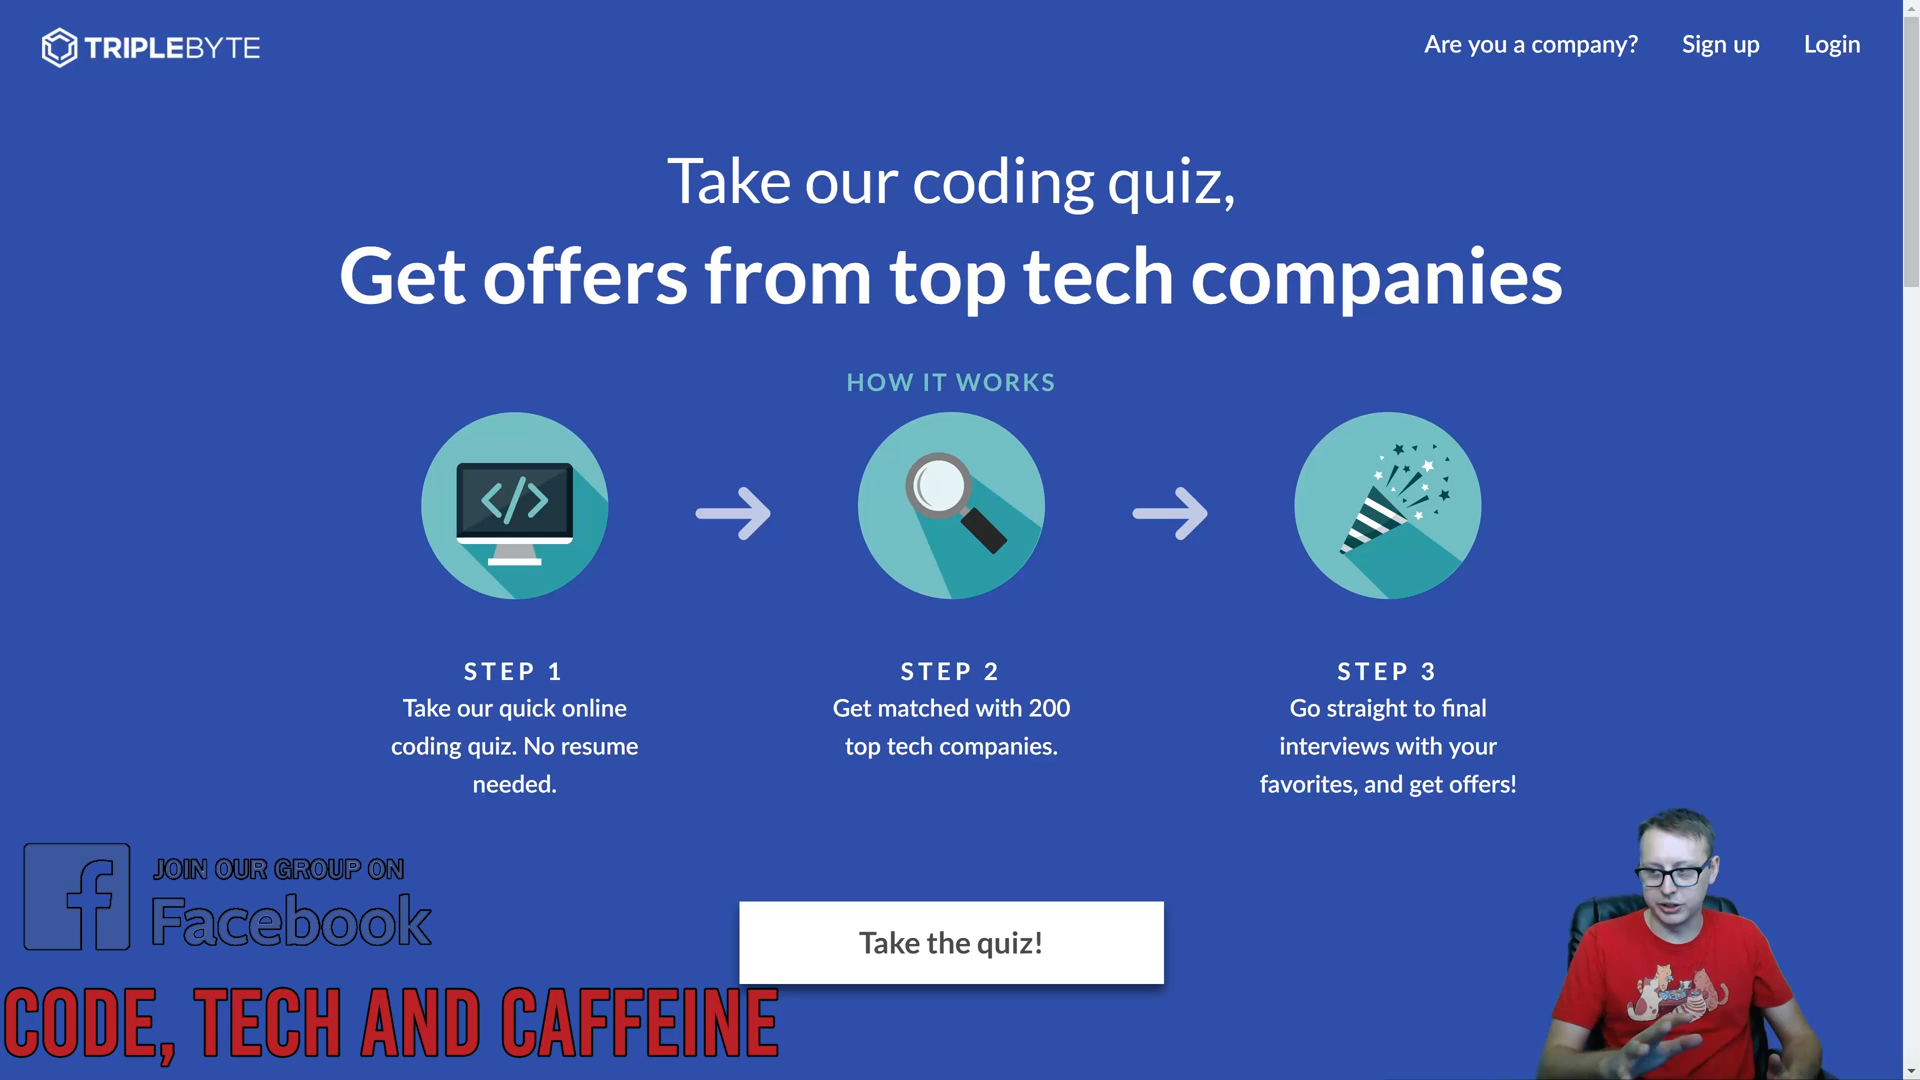 TRIPLEBYTE
Are you a company? Sign up Login
Take our coding quiz,
Get offers from top tech companies
HOW IT WORKS
</>
STEP 1
Take our quick online
coding quiz. No resume
needed.
STEP 2
Get matched with 200
top tech companies.
STEP 3
Go straight to final
interviews with your
favorites, and get offers!
f
JOIN OUR GROUP ON
Facebook
Take the quiz!
CODE, TECH AND CAFFEINE